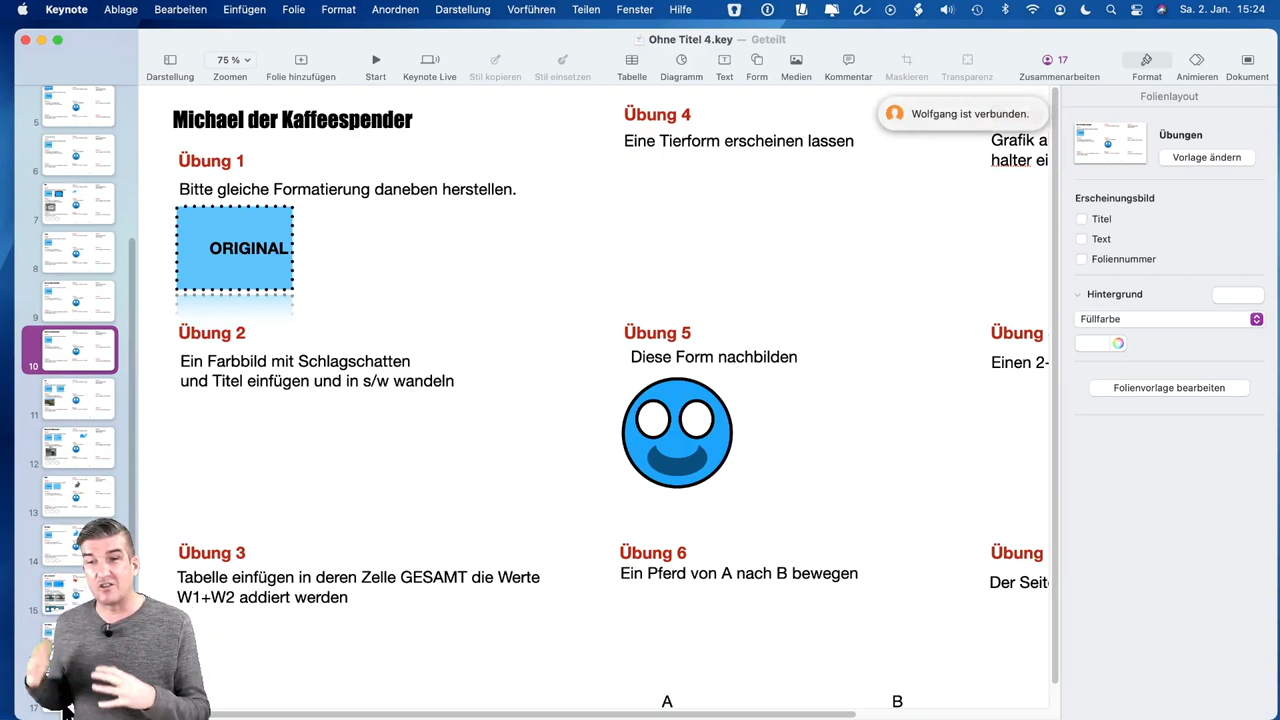 Keynote Ablage Bearbeiten Einfügen Folie Format Anordnen Darstellung Vorführen Teilen Fenster Hilfe Sa. 2. Jan. 15:24
Ohne Titel 4.key — Geteilt
75 %
17
Darstellung Zoomen Folie hinzufügen Start Keynote Live Stil kopieren Stil einsetzen Tabelle Diagramm Text Form Medien Kommentar Maskieren Transparenz Zusammenarbeiten Format Animieren Dokument
Folienlayout
Wolfgang ist verbunden.
Übungen
Vorlage ändern
Erscheinungsbild
Titel
Text
Foliennummer
Hintergrund
Füllfarbe
Folienvorlage bearbeiten
5
6
7
8
9
10
11
12
13
14
15
17
Michael der Kaffeespender
Übung 1
Bitte gleiche Formatierung daneben herstellen.
ORIGINAL
Übung 2
Ein Farbbild mit Schlagschatten
und Titel einfügen und in s/w wandeln
Übung 3
Tabelle einfügen in deren Zelle GESAMT die Werte
W1+W2 addiert werden
Übung 4
Eine Tierform erscheinen lassen
Übung 5
Diese Form nachbilden
Übung 6
Ein Pferd von A nach B bewegen
A B
Grafik a
halter ei
Übung
Einen 2-
Übung
Der Seit